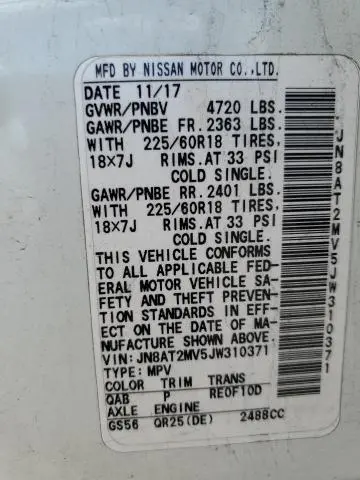 MFD BY NISSAN MOTOR CO.,LTD.
DATE 11/17
GVWR/PNBV 4720 LBS.
GAWR/PNBE FR. 2363 LBS.
WITH 225/60R18 TIRES,
18×7J RIMS.AT 33 PSI
COLD SINGLE.
GAWR/PNBE RR. 2401 LBS.
WITH 225/60R18 TIRES,
18×7J RIMS.AT 33 PSI
COLD SINGLE.
THIS VEHICLE CONFORMS
TO ALL APPLICABLE FED-
ERAL MOTOR VEHICLE SA-
FETY AND THEFT PREVEN-
TION STANDARDS IN EFF-
ECT ON THE DATE OF MA-
NUFACTURE SHOWN ABOVE.
VIN:JN8AT2MV5JW310371
TYPE: MPV
COLOR TRIM TRANS
QAB P RE0F10D
AXLE ENGINE
GS56 QR25(DE) 2488CC
JN8AT2MV5JW310371